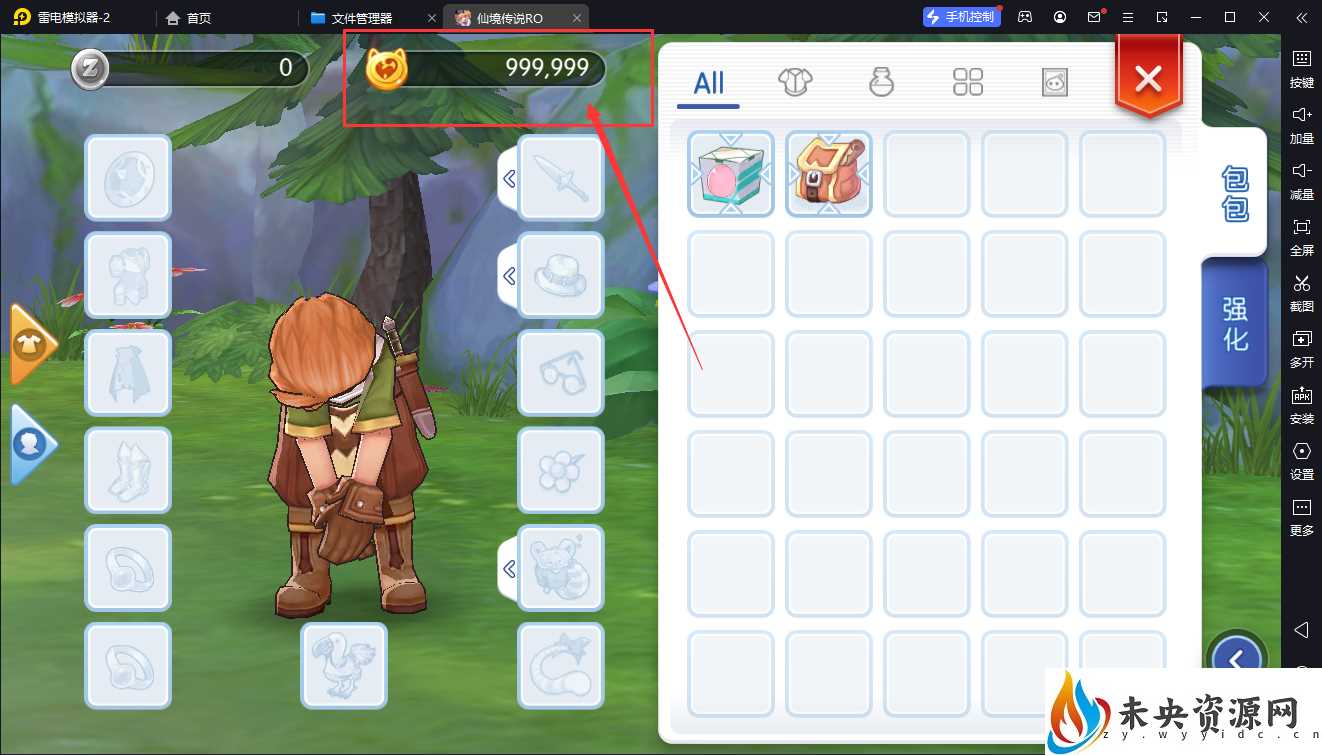 雷电模拟器-2
首页
文件管理器
仙境传说RO
手机控制
Z
0
999,999
All
包包
强化
按键
加量
减量
全屏
截图
多开
APK
安装
设置
更多
未央资源网
zy.wyyidc.cn